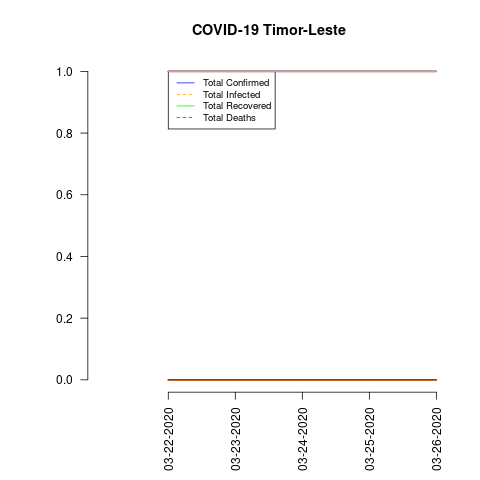 COVID-19 Timor-Leste
1.0
0.8
0.6
0.4
0.2
0.0
Total Confirmed
Total Infected
Total Recovered
Total Deaths
03-22-2020
03-23-2020
03-24-2020
03-25-2020
03-26-2020